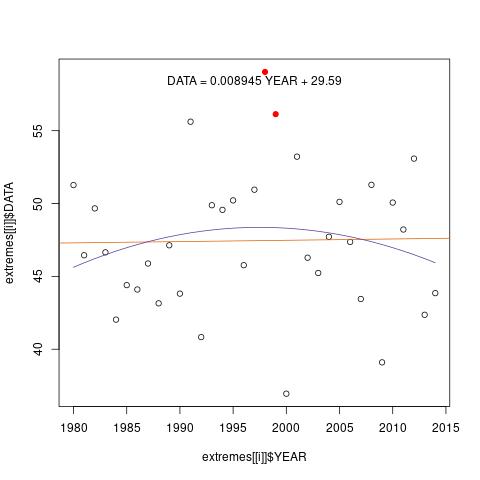 DATA = 0.008945 YEAR + 29.59
55
50
45
40
extremes[[i]]$DATA
1980 1985 1990 1995 2000 2005 2010 2015
extremes[[i]]$YEAR